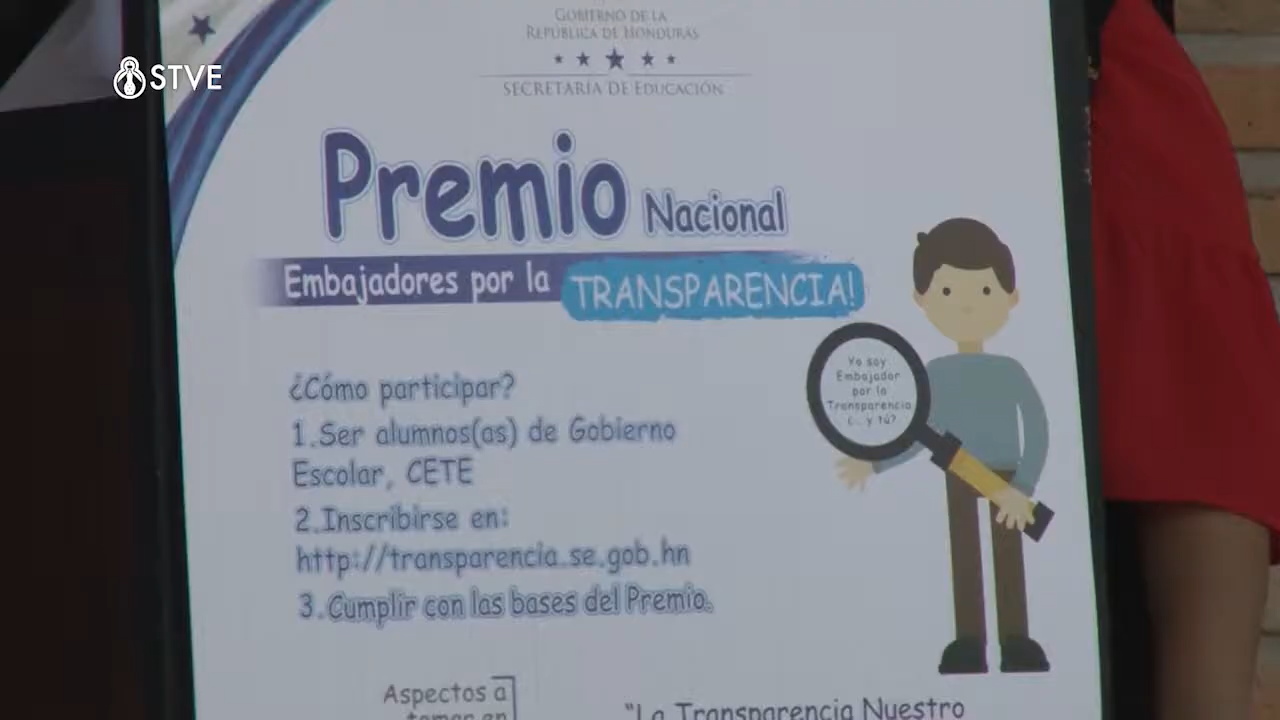 STVE
GOBIERNO DE LA
REPÚBLICA DE HONDURAS
SECRETARÍA DE EDUCACIÓN
Premio Nacional
Embajadores por la TRANSPARENCIA!
¿Cómo participar?
1.Ser alumnos(as) de Gobierno
Escolar, CETE
2.Inscribirse en:
http://transparencia.se.gob.hn
3.Cumplir con las bases del Premio.
Yo soy
Embajador
por la
Transparencia
¿... y tú?
Aspectos a
tomar en
"La Transparencia Nuestro